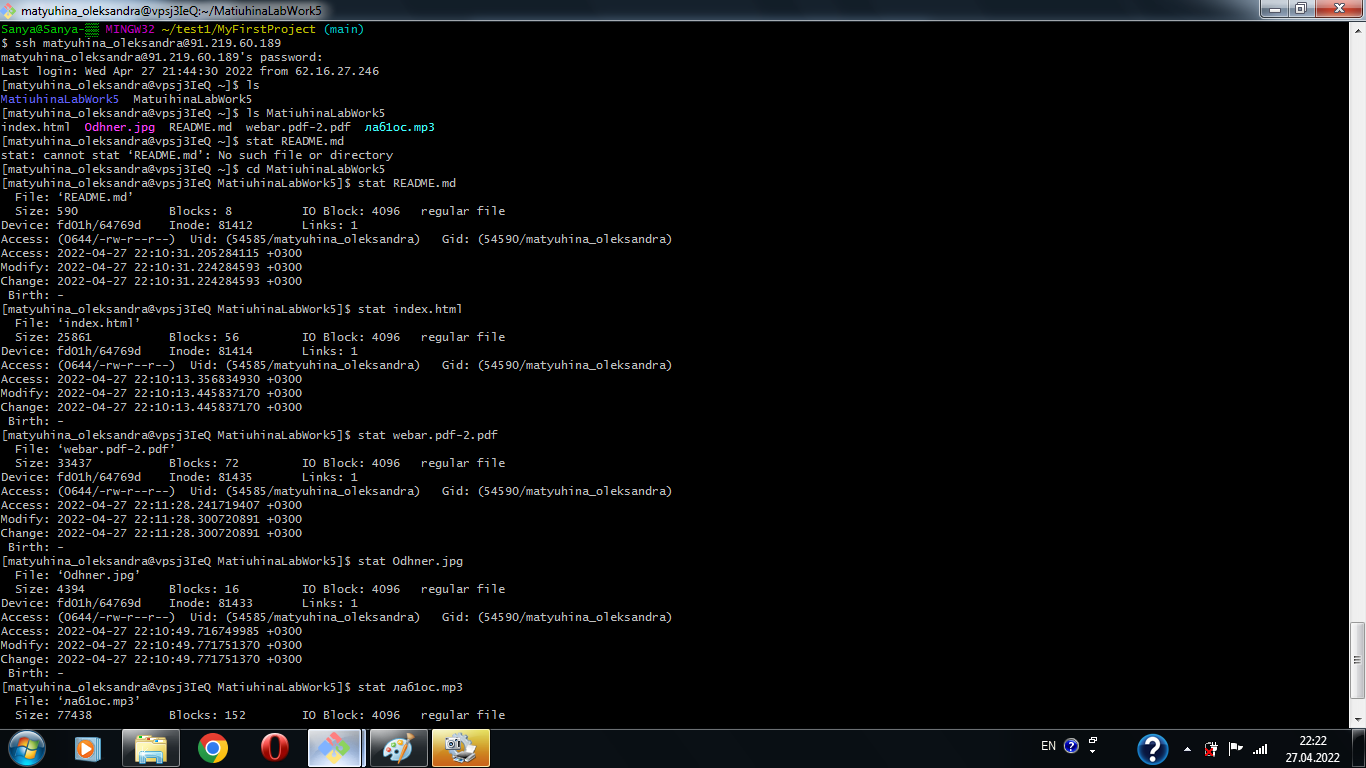 matyuhina_oleksandra@vpsj3IeQ:~/MatiuhinaLabWork5
Sanya@Sanya-▒▒ MINGW32 ~/test1/MyFirstProject (main)
$ ssh matyuhina_oleksandra@91.219.60.189
matyuhina_oleksandra@91.219.60.189's password:
Last login: Wed Apr 27 21:44:30 2022 from 62.16.27.246
[matyuhina_oleksandra@vpsj3IeQ ~]$ ls
MatiuhinaLabWork5  MatuihinaLabWork5
[matyuhina_oleksandra@vpsj3IeQ ~]$ ls MatiuhinaLabWork5
index.html  Odhner.jpg  README.md  webar.pdf-2.pdf  лаб1ос.mp3
[matyuhina_oleksandra@vpsj3IeQ ~]$ stat README.md
stat: cannot stat ‘README.md’: No such file or directory
[matyuhina_oleksandra@vpsj3IeQ ~]$ cd MatiuhinaLabWork5
[matyuhina_oleksandra@vpsj3IeQ MatiuhinaLabWork5]$ stat README.md
  File: ‘README.md’
  Size: 590             Blocks: 8          IO Block: 4096   regular file
Device: fd01h/64769d    Inode: 81412       Links: 1
Access: (0644/-rw-r--r--)  Uid: (54585/matyuhina_oleksandra)   Gid: (54590/matyuhina_oleksandra)
Access: 2022-04-27 22:10:31.205284115 +0300
Modify: 2022-04-27 22:10:31.224284593 +0300
Change: 2022-04-27 22:10:31.224284593 +0300
 Birth: -
[matyuhina_oleksandra@vpsj3IeQ MatiuhinaLabWork5]$ stat index.html
  File: ‘index.html’
  Size: 25861           Blocks: 56         IO Block: 4096   regular file
Device: fd01h/64769d    Inode: 81414       Links: 1
Access: (0644/-rw-r--r--)  Uid: (54585/matyuhina_oleksandra)   Gid: (54590/matyuhina_oleksandra)
Access: 2022-04-27 22:10:13.356834930 +0300
Modify: 2022-04-27 22:10:13.445837170 +0300
Change: 2022-04-27 22:10:13.445837170 +0300
 Birth: -
[matyuhina_oleksandra@vpsj3IeQ MatiuhinaLabWork5]$ stat webar.pdf-2.pdf
  File: ‘webar.pdf-2.pdf’
  Size: 33437           Blocks: 72         IO Block: 4096   regular file
Device: fd01h/64769d    Inode: 81435       Links: 1
Access: (0644/-rw-r--r--)  Uid: (54585/matyuhina_oleksandra)   Gid: (54590/matyuhina_oleksandra)
Access: 2022-04-27 22:11:28.241719407 +0300
Modify: 2022-04-27 22:11:28.300720891 +0300
Change: 2022-04-27 22:11:28.300720891 +0300
 Birth: -
[matyuhina_oleksandra@vpsj3IeQ MatiuhinaLabWork5]$ stat Odhner.jpg
  File: ‘Odhner.jpg’
  Size: 4394            Blocks: 16         IO Block: 4096   regular file
Device: fd01h/64769d    Inode: 81433       Links: 1
Access: (0644/-rw-r--r--)  Uid: (54585/matyuhina_oleksandra)   Gid: (54590/matyuhina_oleksandra)
Access: 2022-04-27 22:10:49.716749985 +0300
Modify: 2022-04-27 22:10:49.771751370 +0300
Change: 2022-04-27 22:10:49.771751370 +0300
 Birth: -
[matyuhina_oleksandra@vpsj3IeQ MatiuhinaLabWork5]$ stat лаб1ос.mp3
  File: ‘лаб1ос.mp3’
  Size: 77438           Blocks: 152        IO Block: 4096   regular file
EN
22:22
27.04.2022